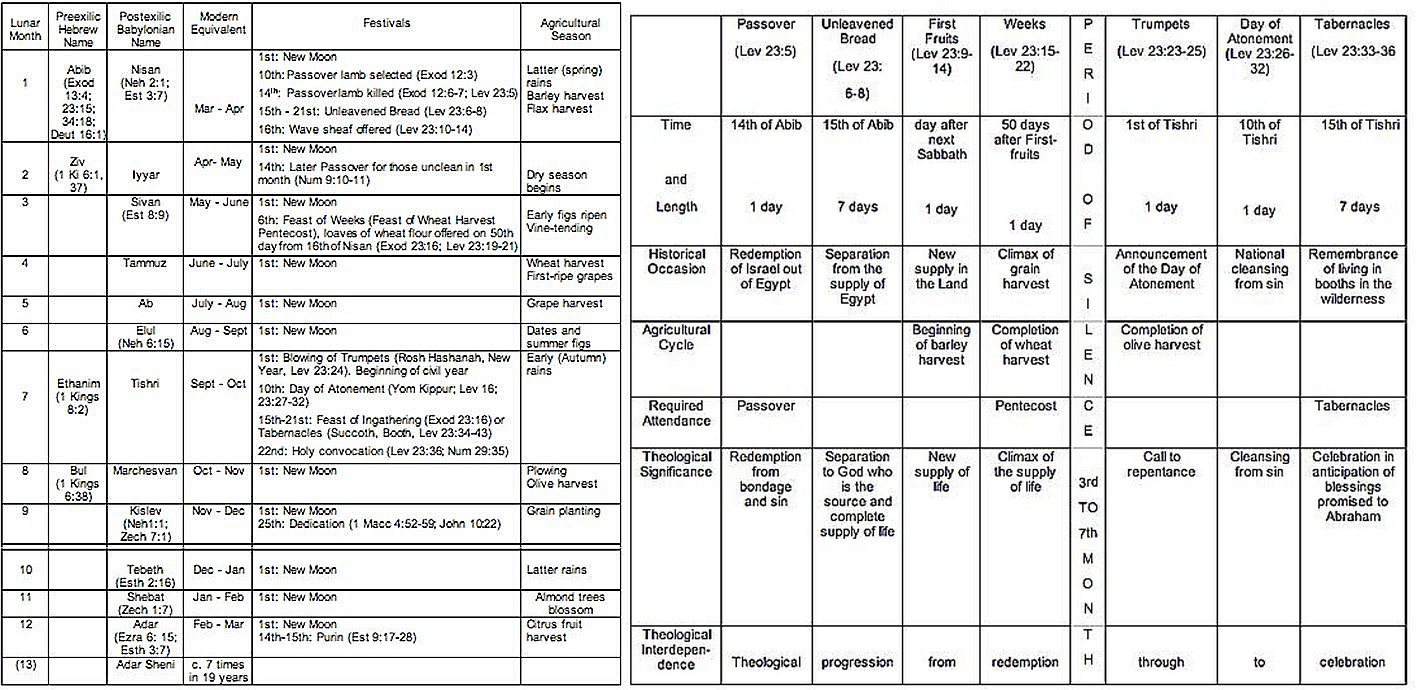 Lunar Month
Preexilic Hebrew Name
Postexilic Babylonian Name
Modern Equivalent
Festivals
Agricultural Season
1
Abib
(Exod
13:4;
23:15;
34:18;
Deut 16:1)
Nisan
(Neh 2:1;
Est 3:7)
Mar - Apr
1st: New Moon
10th: Passover lamb selected (Exod 12:3)
14th: Passover lamb killed (Exod 12:6-7; Lev 23:5)
15th - 21st: Unleavened Bread (Lev 23:6-8)
16th: Wave sheaf offered (Lev 23:10-14)
Latter (spring)
rains
Barley harvest
Flax harvest
2
Ziv
(1 Ki 6:1,
37)
Iyyar
Apr- May
1st: New Moon
14th: Later Passover for those unclean in 1st
month (Num 9:10-11)
Dry season
begins
3
Sivan
(Est 8:9)
May - June
1st: New Moon
6th: Feast of Weeks (Feast of Wheat Harvest
Pentecost), loaves of wheat flour offered on 50th
day from 16th of Nisan (Exod 23:16; Lev 23:19-21)
Early figs ripen
Vine-tending
4
Tammuz
June - July
1st: New Moon
Wheat harvest
First-ripe grapes
5
Ab
July - Aug
1st: New Moon
Grape harvest
6
Elul
(Neh 6:15)
Aug - Sept
1st: New Moon
Dates and
summer figs
7
Ethanim
(1 Kings
8:2)
Tishri
Sept - Oct
1st: Blowing of Trumpets (Rosh Hashanah, New
Year, Lev 23:24). Beginning of civil year
10th: Day of Atonement (Yom Kippur; Lev 16;
23:27-32)
15th-21st: Feast of Ingathering (Exod 23:16) or
Tabernacles (Succoth, Booth, Lev 23:34-43)
22nd: Holy convocation (Lev 23:36; Num 29:35)
Early (Autumn)
rains
8
Bul
(1 Kings
6:38)
Marchesvan
Oct - Nov
1st: New Moon
Plowing
Olive harvest
9
Kislev
(Neh1:1;
Zech 7:1)
Nov - Dec
1st: New Moon
25th: Dedication (1 Macc 4:52-59; John 10:22)
Grain planting
10
Tebeth
(Esth 2:16)
Dec - Jan
1st: New Moon
Latter rains
11
Shebat
(Zech 1:7)
Jan - Feb
1st: New Moon
Almond trees
blossom
12
Adar
(Ezra 6: 15;
Esth 3:7)
Feb - Mar
1st: New Moon
14th-15th: Purin (Est 9:17-28)
Citrus fruit
harvest
(13)
Adar Sheni
c. 7 times
in 19 years
Passover
(Lev 23:5)
Unleavened
Bread
(Lev 23:
6-8)
First
Fruits
(Lev 23:9-
14)
Weeks
(Lev 23:15-
22)
PERIOD OF SILENCE
3rd
TO
7th
MONTH
Trumpets
(Lev 23:23-25)
Day of
Atonement
(Lev 23:26-
32)
Tabernacles
(Lev 23:33-36
Time
and
Length
14th of Abib
1 day
15th of Abib
7 days
day after
next
Sabbath
1 day
50 days
after First-
fruits
1 day
1st of Tishri
1 day
10th of
Tishri
1 day
15th of Tishri
7 days
Historical
Occasion
Redemption
of Israel out
of Egypt
Separation
from the
supply of
Egypt
New
supply in
the Land
Climax of
grain
harvest
Announcement
of the Day of
Atonement
National
cleansing
from sin
Remembrance
of living in
booths in the
wilderness
Agricultural
Cycle
Beginning
of barley
harvest
Completion
of wheat
harvest
Completion of
olive harvest
Required
Attendance
Passover
Pentecost
Tabernacles
Theological
Significance
Redemption
from
bondage
and sin
Separation
to God who
is the
source and
complete
supply of life
New
supply of
life
Climax of
the supply
of life
Call to
repentance
Cleansing
from sin
Celebration in
anticipation of
blessings
promised to
Abraham
Theological
Interdepen-
dence
Theological
progression
from
redemption
through
to
celebration